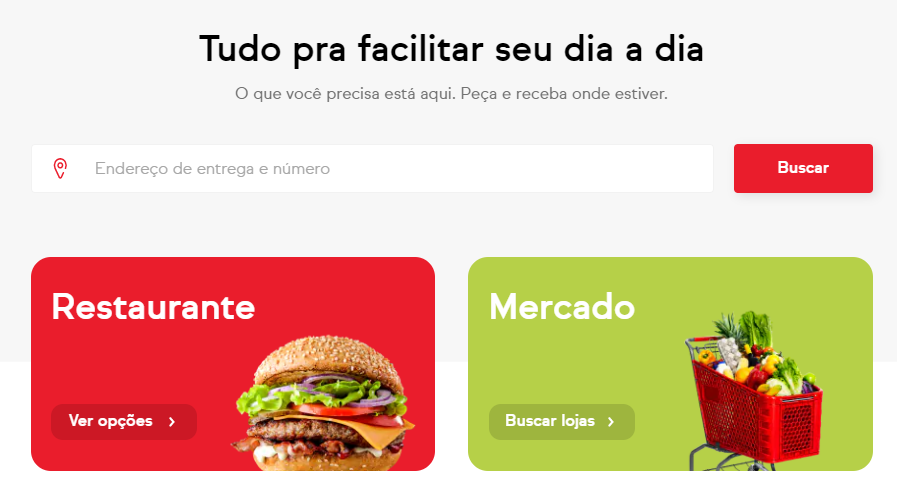 Tudo pra facilitar seu dia a dia
O que você precisa está aqui. Peça e receba onde estiver.
Endereço de entrega e número
Buscar
Restaurante
Mercado
Ver opções
Buscar lojas